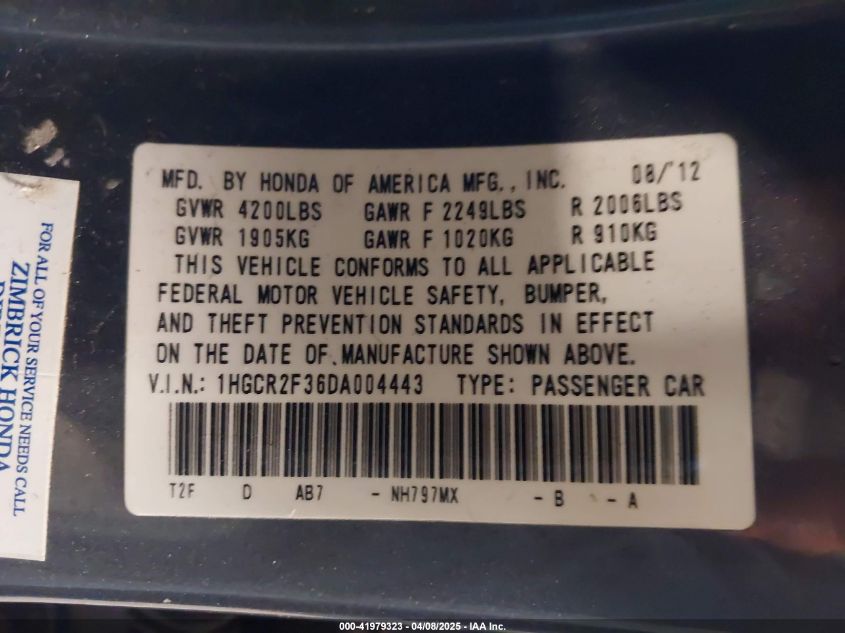 MFD. BY HONDA OF AMERICA MFG., INC. 08/'12
GVWR 4200LBS GAWR F 2249LBS R 2006LBS
GVWR 1905KG GAWR F 1020KG R 910KG
THIS VEHICLE CONFORMS TO ALL APPLICABLE
FEDERAL MOTOR VEHICLE SAFETY, BUMPER,
AND THEFT PREVENTION STANDARDS IN EFFECT
ON THE DATE OF MANUFACTURE SHOWN ABOVE.
V.I.N.: 1HGCR2F36DA004443 TYPE: PASSENGER CAR
T2F D AB7 - NH797MX - B - A
FOR ALL OF YOUR SERVICE NEEDS CALL
ZIMBRICK HONDA
000-41979323 - 04/08/2025 - IAA Inc.